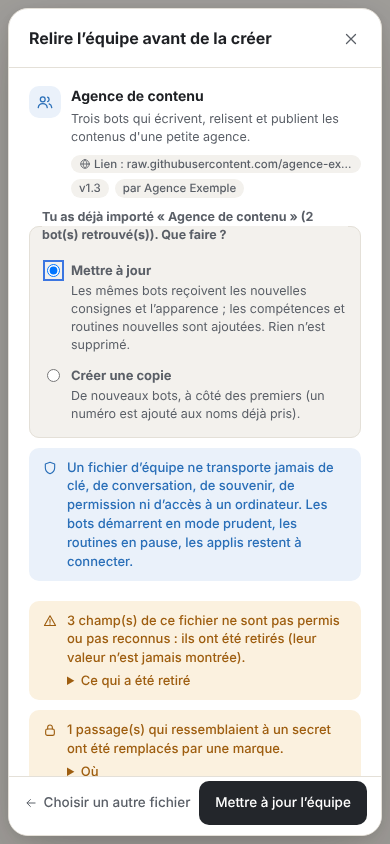 Relire l’équipe avant de la créer
Agence de contenu
Trois bots qui écrivent, relisent et publient les
contenus d'une petite agence.
Lien : raw.githubusercontent.com/agence-ex…
v1.3
par Agence Exemple
Tu as déjà importé « Agence de contenu » (2
bot(s) retrouvé(s)). Que faire ?
Mettre à jour
Les mêmes bots reçoivent les nouvelles
consignes et l’apparence ; les compétences et
routines nouvelles sont ajoutées. Rien n’est
supprimé.
Créer une copie
De nouveaux bots, à côté des premiers (un
numéro est ajouté aux noms déjà pris).
Un fichier d’équipe ne transporte jamais de
clé, de conversation, de souvenir, de
permission ni d’accès à un ordinateur. Les
bots démarrent en mode prudent, les
routines en pause, les applis restent à
connecter.
3 champ(s) de ce fichier ne sont pas permis
ou pas reconnus : ils ont été retirés (leur
valeur n’est jamais montrée).
Ce qui a été retiré
1 passage(s) qui ressemblaient à un secret
ont été remplacés par une marque.
Où
← Choisir un autre fichier
Mettre à jour l’équipe